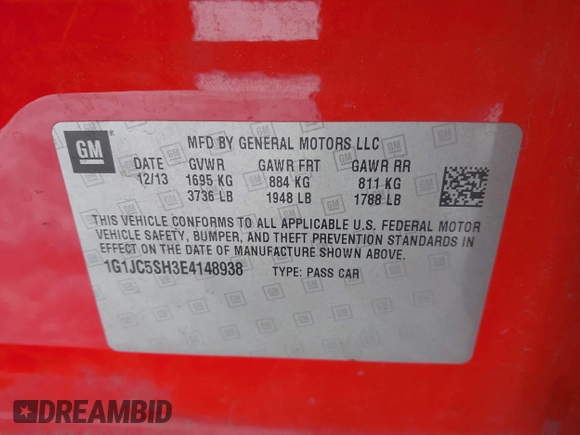 GM
MFD BY GENERAL MOTORS LLC
DATE GVWR GAWR FRT GAWR RR
12/13 1695 KG 884 KG 811 KG
3736 LB 1948 LB 1788 LB
THIS VEHICLE CONFORMS TO ALL APPLICABLE U.S. FEDERAL MOTOR
VEHICLE SAFETY, BUMPER, AND THEFT PREVENTION STANDARDS
IN EFFECT ON THE DATE OF MANUFACTURE SHOWN ABOVE.
1G1JC5SH3E4148938 TYPE: PASS CAR
DREAMBID